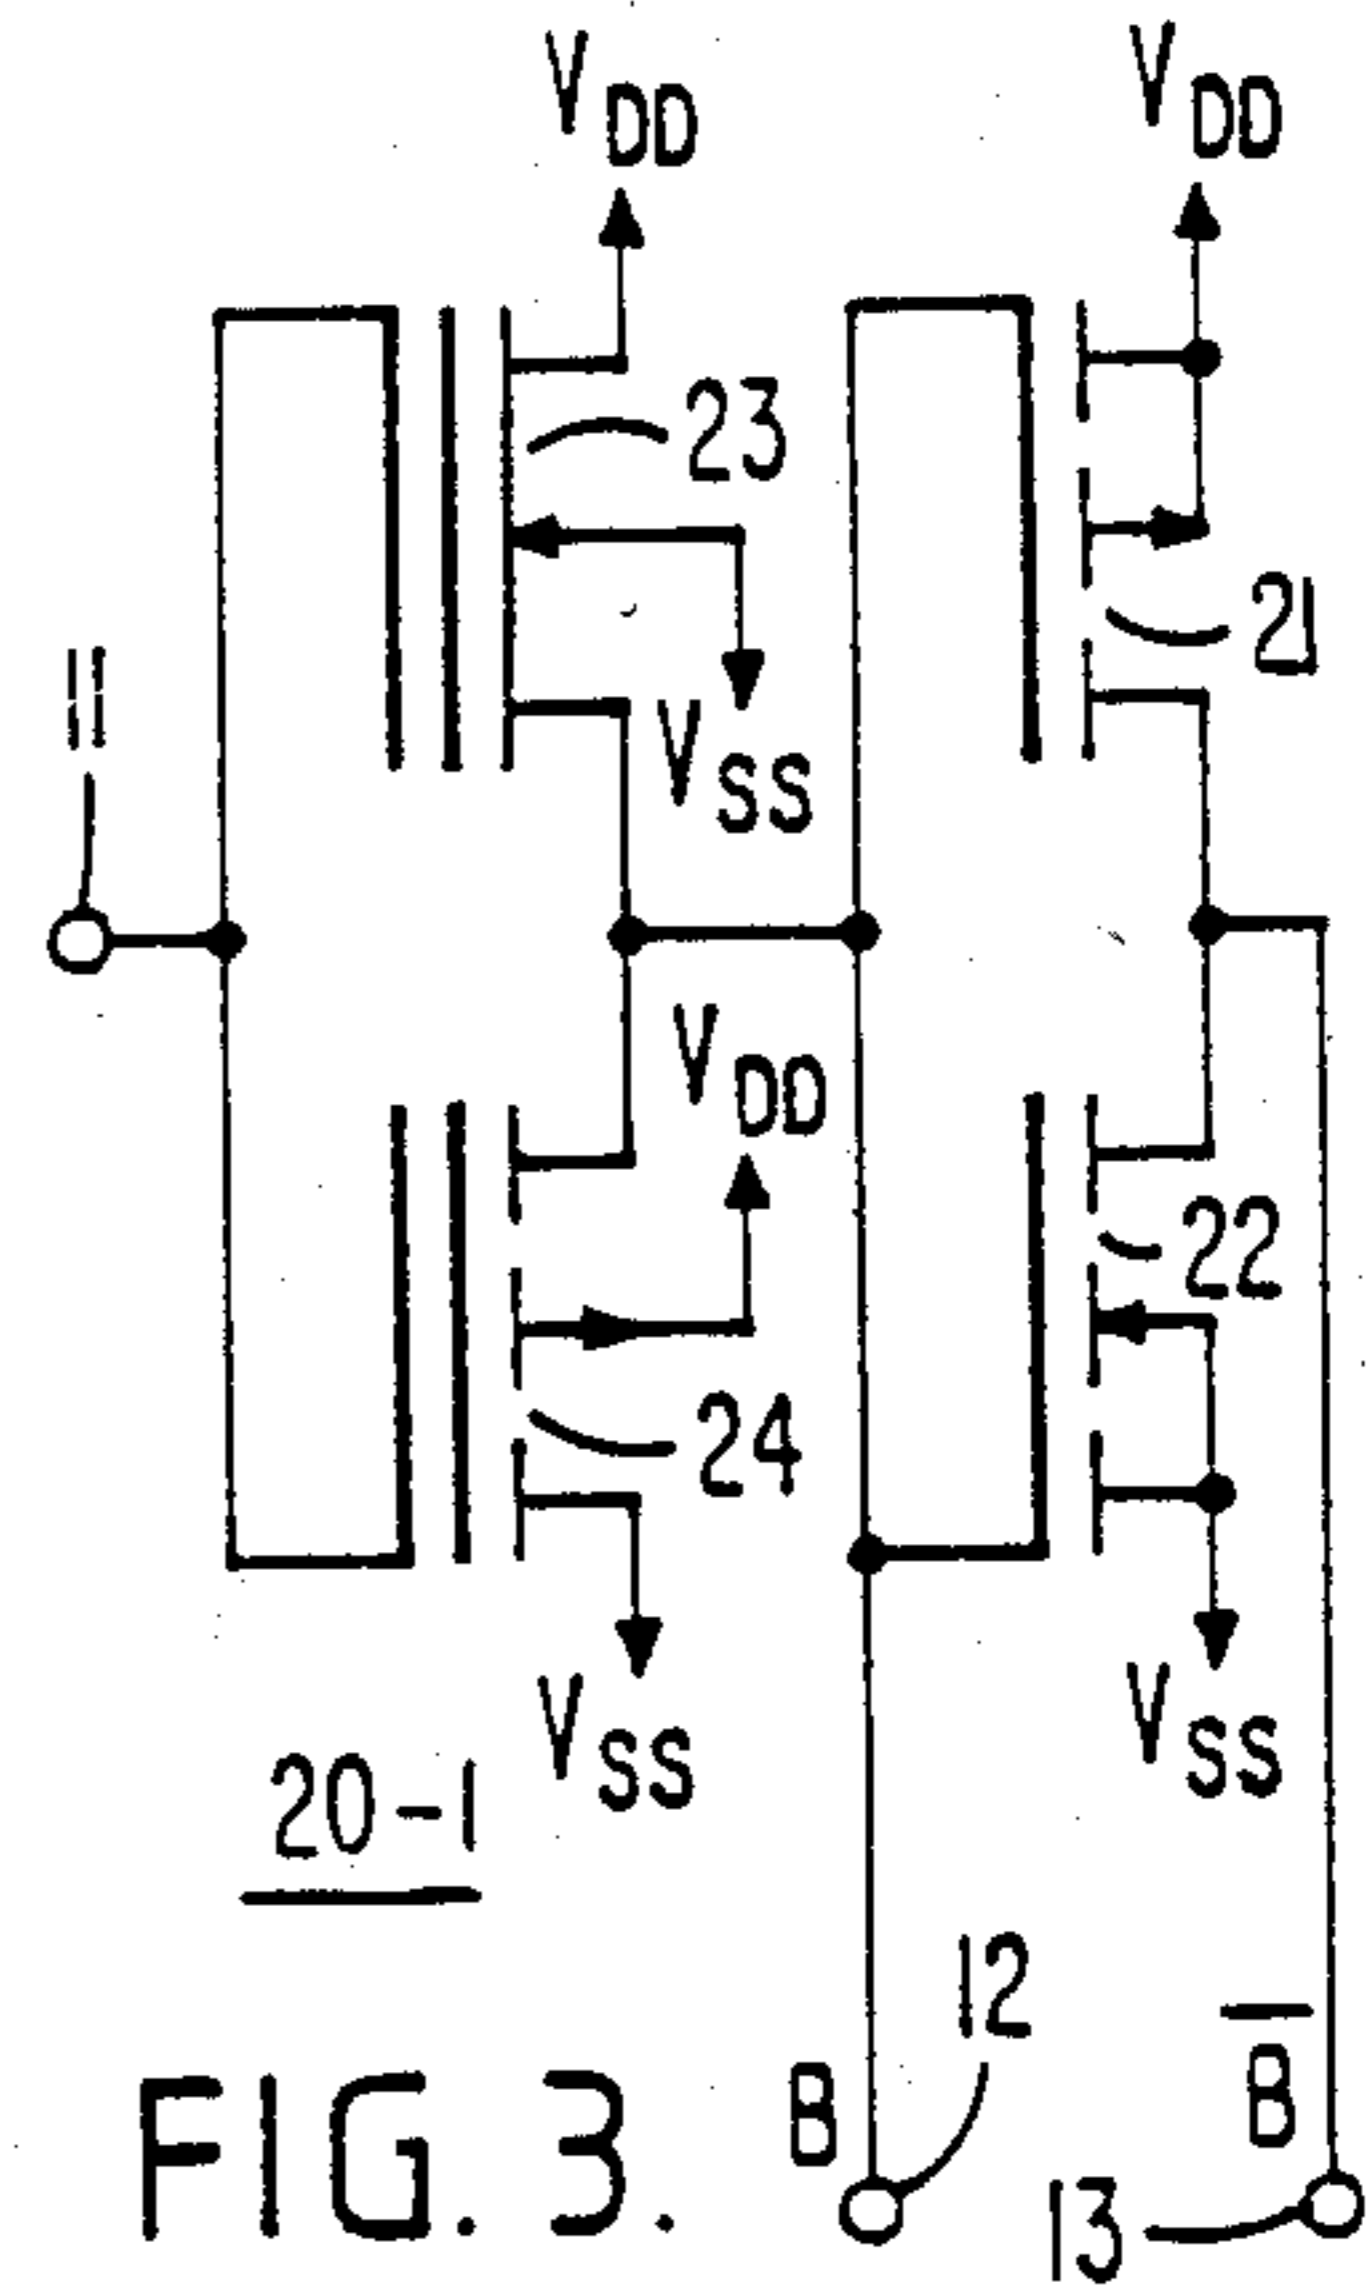 VDD VDD
23
21
11
VSS
VDD
22
24
VSS VSS
20-1
12
B B̅
13
FIG. 3.